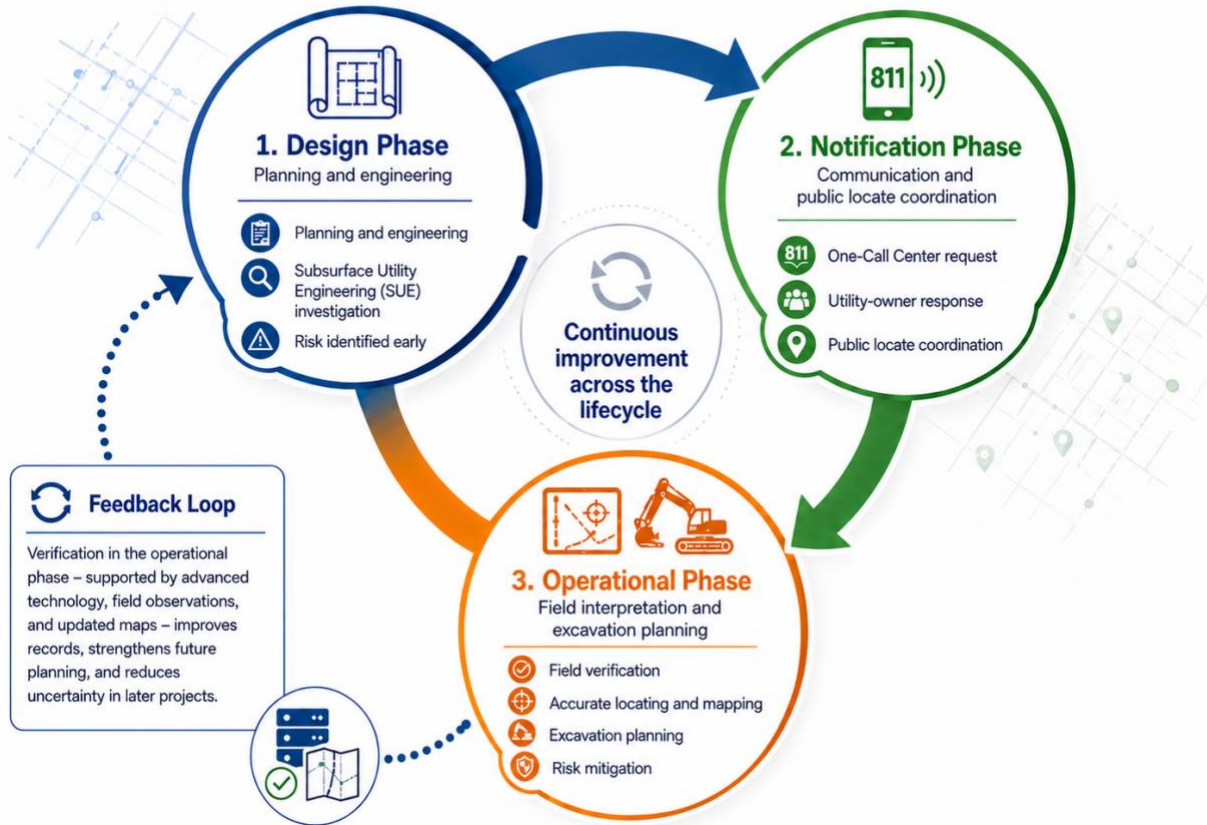 1. Design Phase
Planning and engineering
Planning and engineering
Subsurface Utility
Engineering (SUE)
investigation
Risk identified early
811
2. Notification Phase
Communication and
public locate coordination
811
One-Call Center request
Utility-owner response
Public locate coordination
Continuous
improvement
across the
lifecycle
3. Operational Phase
Field interpretation and
excavation planning
Field verification
Accurate locating and mapping
Excavation planning
Risk mitigation
Feedback Loop
Verification in the operational
phase – supported by advanced
technology, field observations,
and updated maps – improves
records, strengthens future
planning, and reduces
uncertainty in later projects.